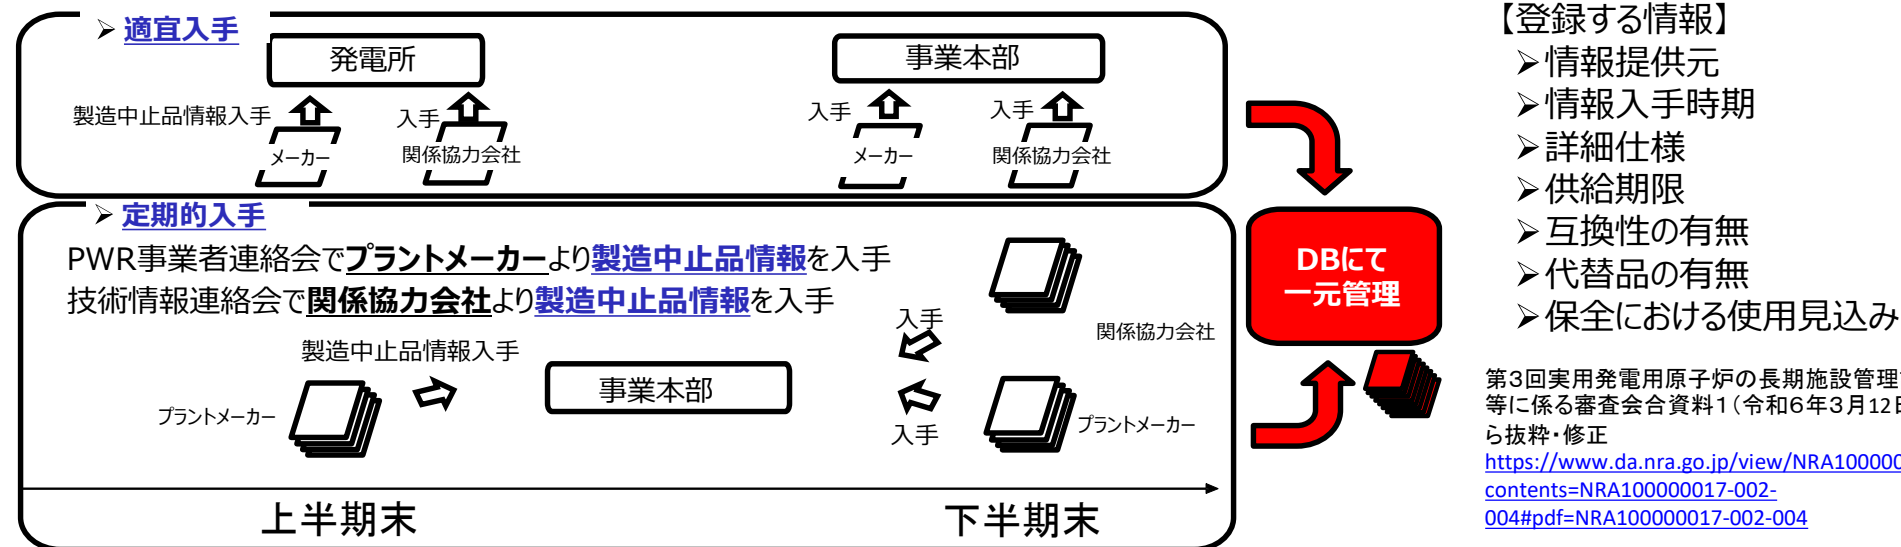 ➢ 適宜入手
発電所
事業本部
製造中止品情報入手
入手
入手
入手
メーカー
関係協力会社
メーカー
関係協力会社
➢ 定期的入手
PWR事業者連絡会でプラントメーカーより製造中止品情報を入手
技術情報連絡会で関係協力会社より製造中止品情報を入手
製造中止品情報入手
プラントメーカー
事業本部
入手
関係協力会社
入手
プラントメーカー
上半期末
下半期末
DBにて
一元管理
【登録する情報】
➢情報提供元
➢情報入手時期
➢詳細仕様
➢供給期限
➢互換性の有無
➢代替品の有無
➢保全における使用見込み
第3回実用発電用原子炉の長期施設管理
等に係る審査会合資料1（令和6年3月12日
ら抜粋・修正
https://www.da.nra.go.jp/view/NRA100000
contents=NRA100000017-002-
004#pdf=NRA100000017-002-004